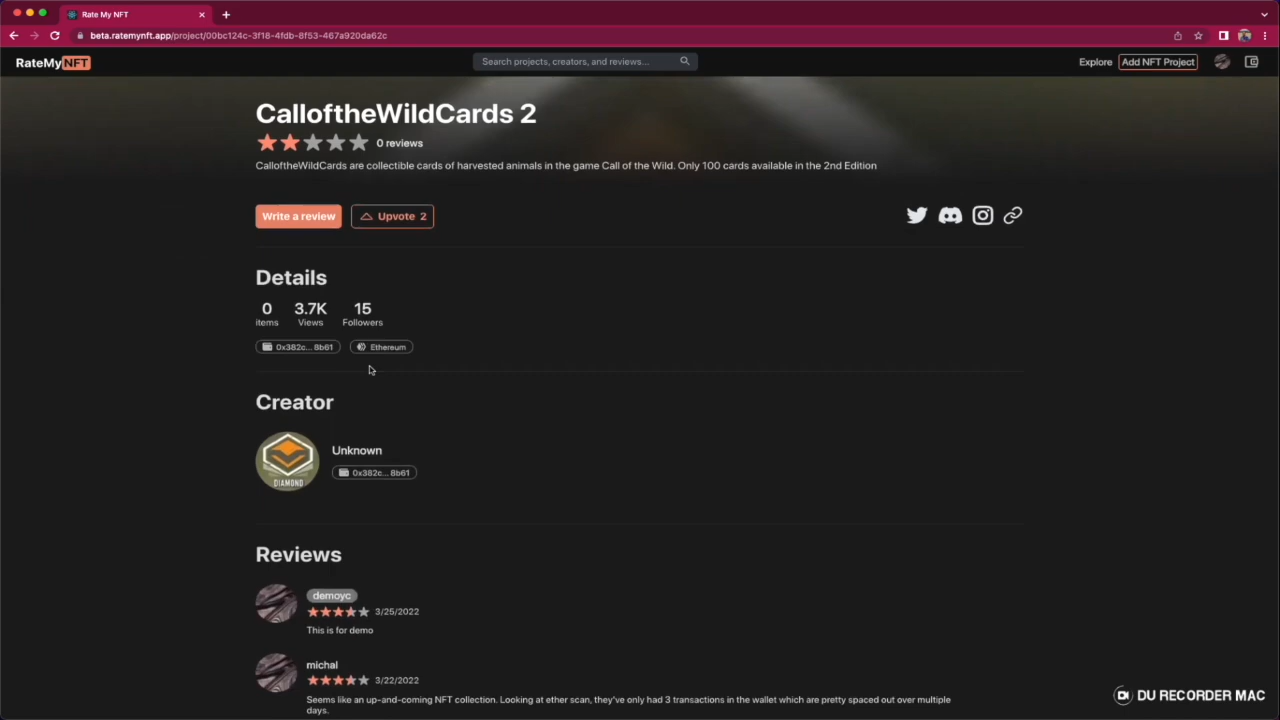 Rate My NFT
beta.ratemynft.app/project/00bc124c-3f18-4fdb-8f53-467a920da62c
RateMyNFT
Search projects, creators, and reviews...
Explore
Add NFT Project
CalloftheWildCards 2
0 reviews
CalloftheWildCards are collectible cards of harvested animals in the game Call of the Wild. Only 100 cards available in the 2nd Edition
Write a review
Upvote 2
Details
0 3.7K 15
items Views Followers
0x382c... 8b61 Ethereum
Creator
Unknown
0x382c... 8b61
DIAMOND
Reviews
demoyc
3/25/2022
This is for demo
michal
3/22/2022
Seems like an up-and-coming NFT collection. Looking at ether scan, they've only had 3 transactions in the wallet which are pretty spaced out over multiple
days.
DU RECORDER MAC